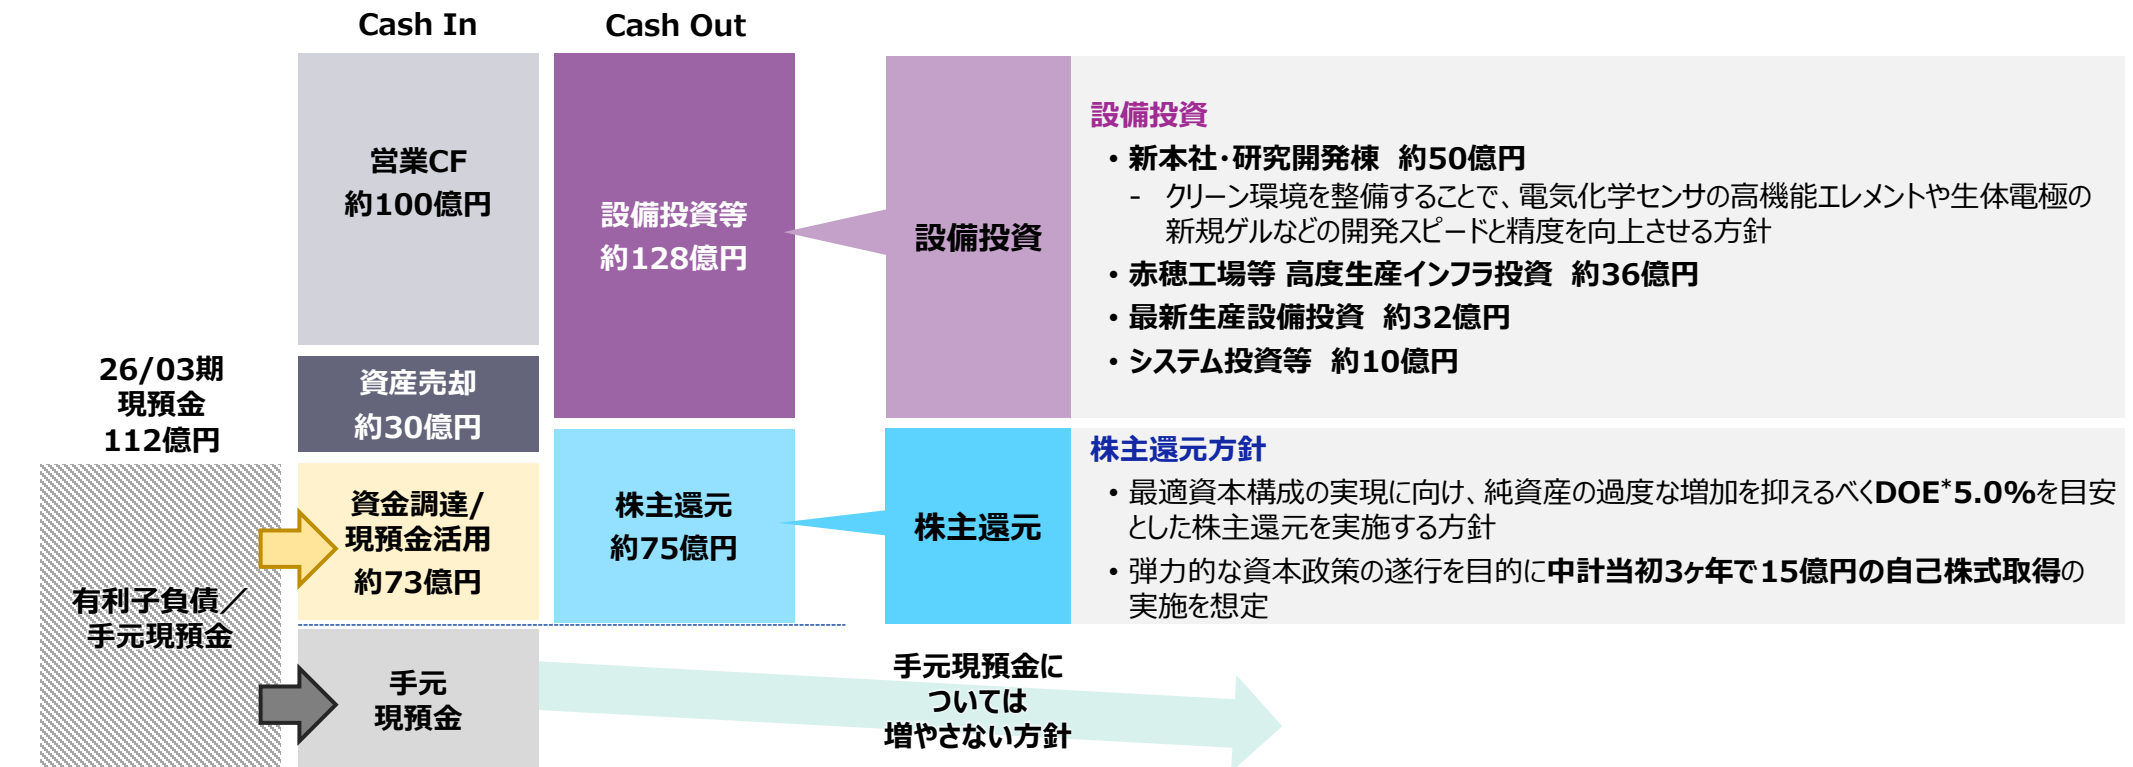 Cash In
Cash Out
営業CF
約100億円
資産売却
約30億円
資金調達/
現預金活用
約73億円
手元
現預金
26/03期
現預金
112億円
有利子負債／
手元現預金
設備投資等
約128億円
株主還元
約75億円
設備投資
設備投資
・新本社・研究開発棟 約50億円
- クリーン環境を整備することで、電気化学センサの高機能エレメントや生体電極の
新規ゲルなどの開発スピードと精度を向上させる方針
・赤穂工場等 高度生産インフラ投資 約36億円
・最新生産設備投資 約32億円
・システム投資等 約10億円
株主還元
株主還元方針
・最適資本構成の実現に向け、純資産の過度な増加を抑えるべくDOE*5.0%を目安
とした株主還元を実施する方針
・弾力的な資本政策の遂行を目的に中計当初3ヶ年で15億円の自己株式取得の
実施を想定
手元現預金に
ついては
増やさない方針